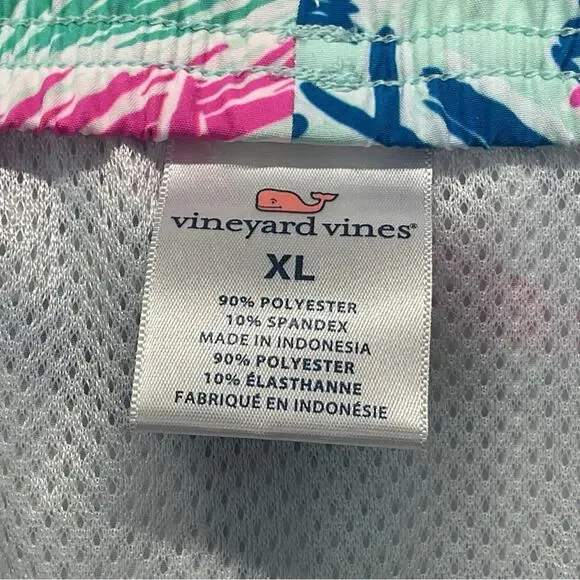 vineyard vines®
XL
90% POLYESTER
10% SPANDEX
MADE IN INDONESIA
90% POLYESTER
10% ÉLASTHANNE
FABRIQUÉ EN INDONÉSIE